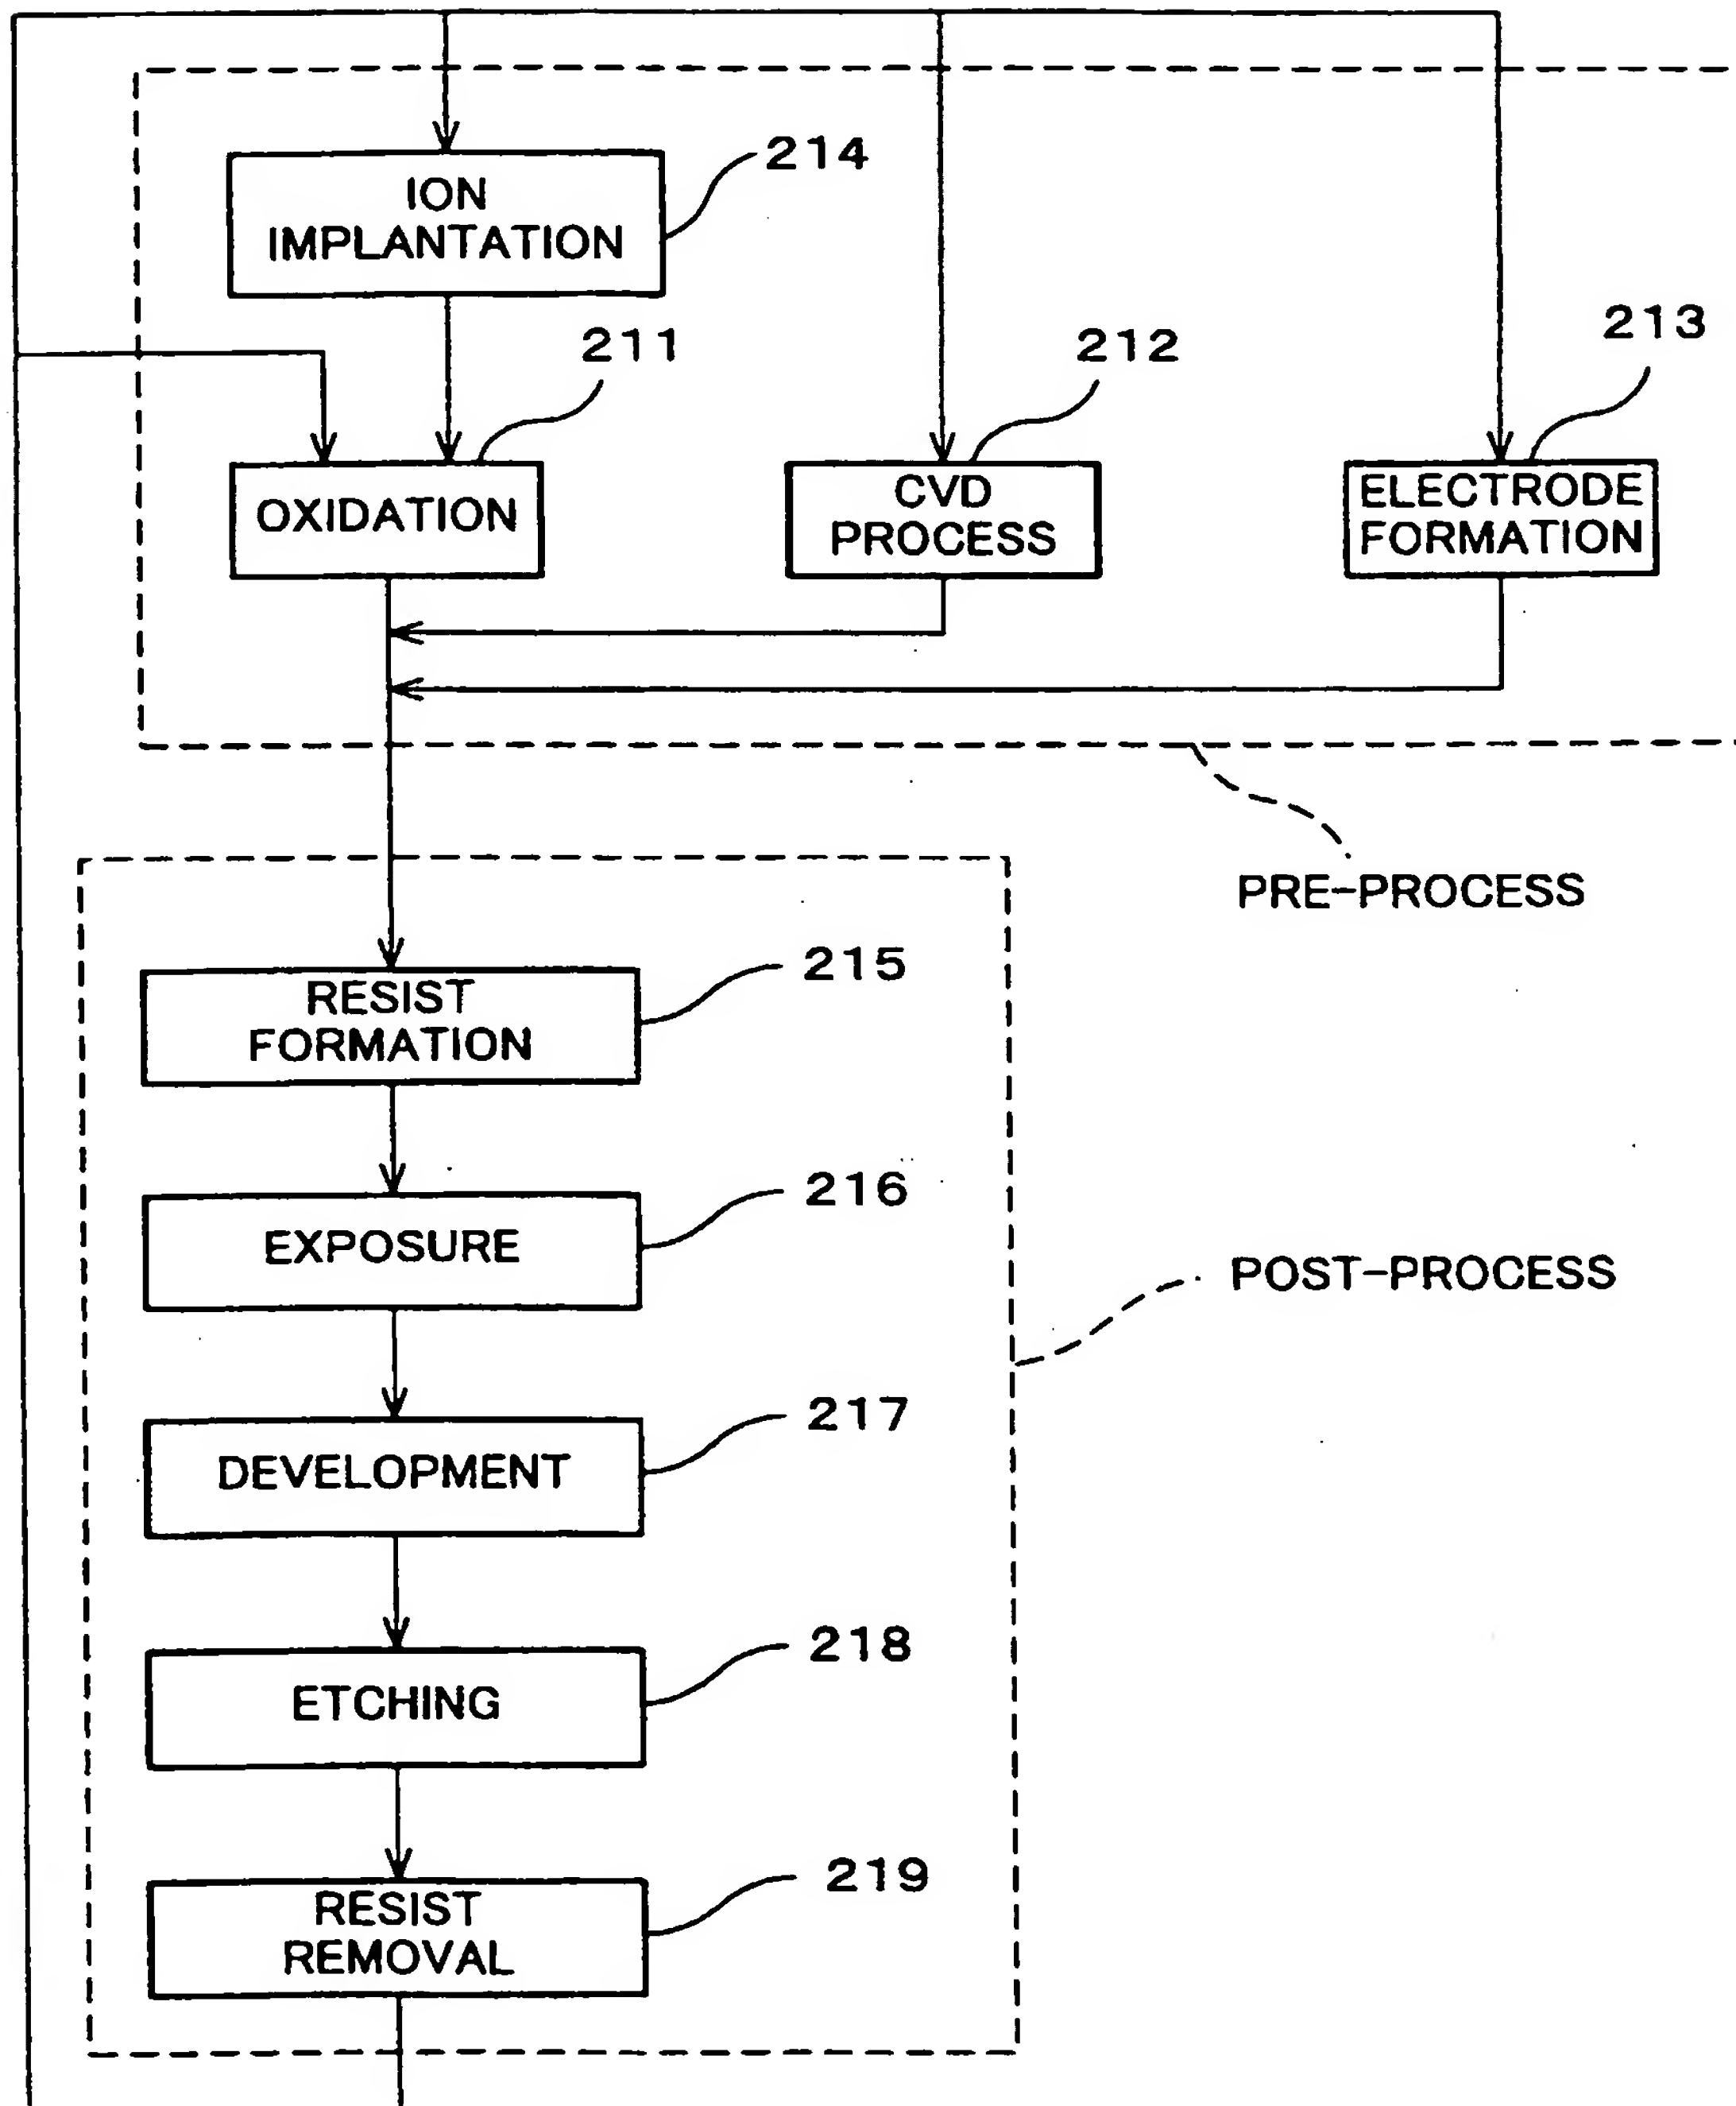 214
ION
IMPLANTATION
211
212
213
OXIDATION
CVD
PROCESS
ELECTRODE
FORMATION
PRE-PROCESS
215
RESIST
FORMATION
216
EXPOSURE
POST-PROCESS
217
DEVELOPMENT
218
ETCHING
219
RESIST
REMOVAL